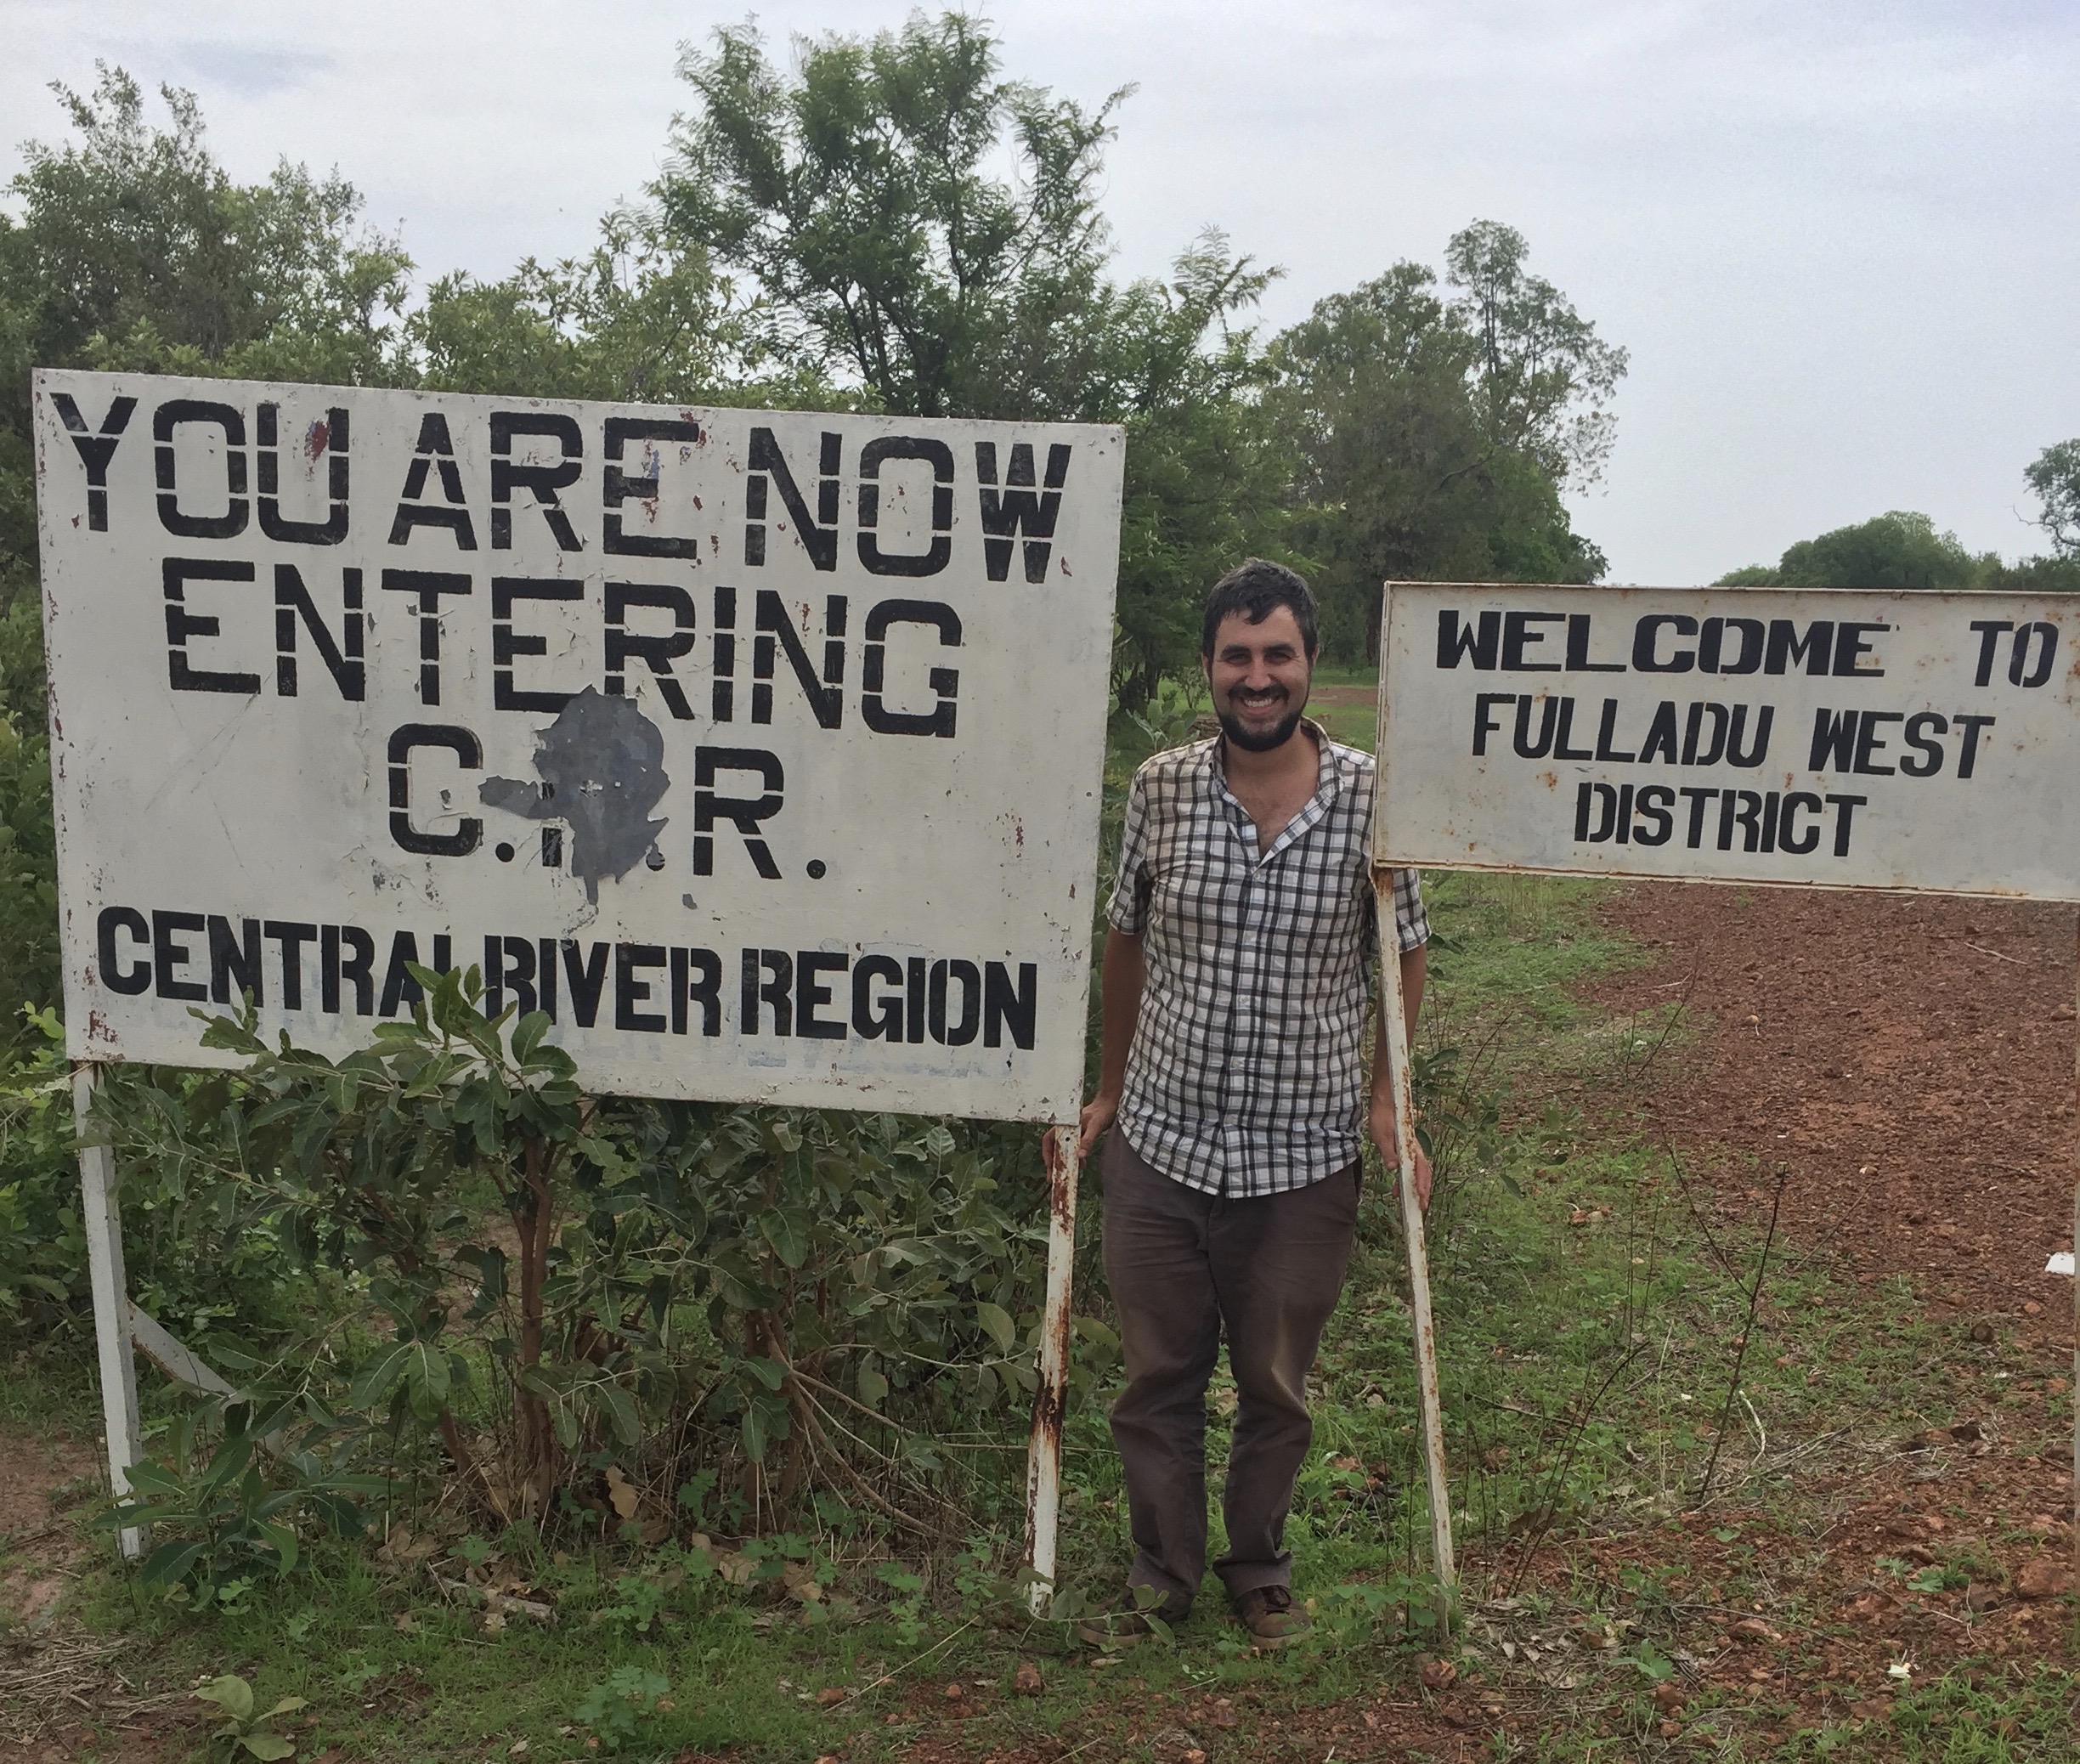 YOU ARE NOW
ENTERING
C. R.
CENTRAL RIVER REGION
WELCOME TO
FULLADU WEST
DISTRICT